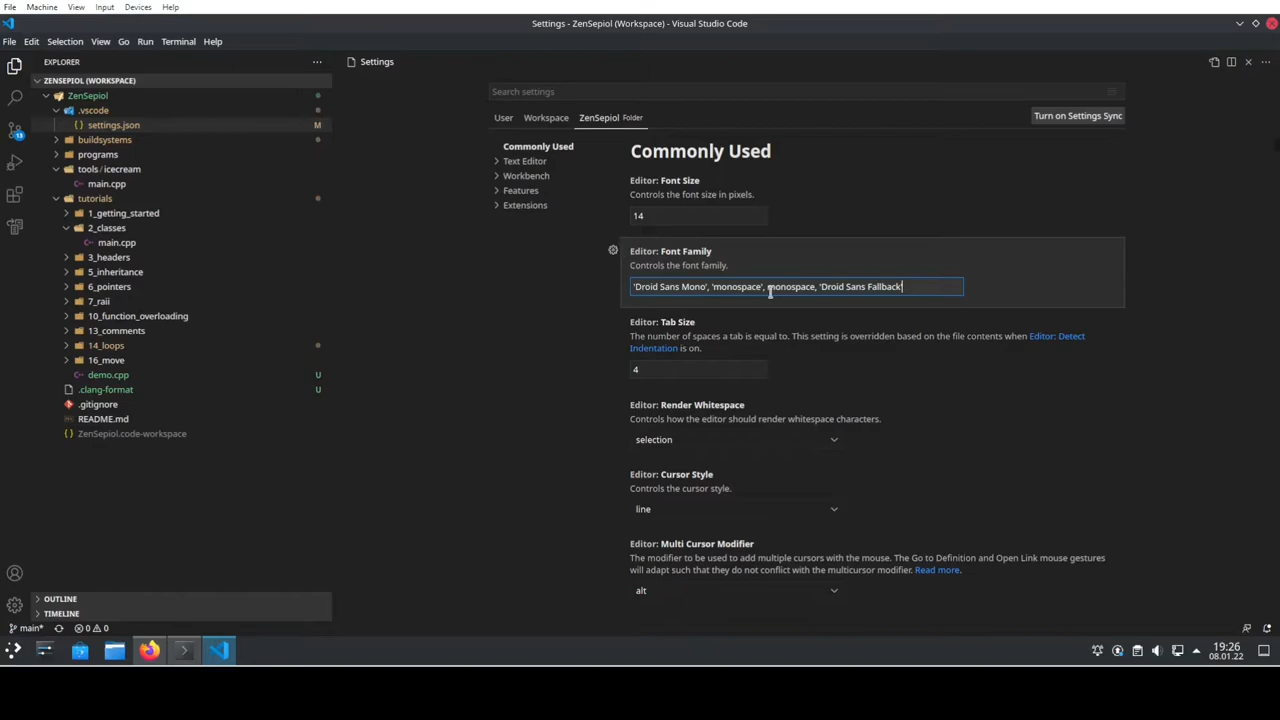 File Machine View Input Devices Help
Settings - ZenSepiol (Workspace) - Visual Studio Code
File Edit Selection View Go Run Terminal Help
EXPLORER
ZENSEPIOL (WORKSPACE)
ZenSepiol
.vscode
{} settings.json M
buildsystems
programs
tools / icecream
main.cpp
tutorials
1_getting_started
2_classes
main.cpp
3_headers
5_inheritance
6_pointers
7_raii
10_function_overloading
13_comments
14_loops
16_move
demo.cpp U
.clang-format U
.gitignore
README.md
{} ZenSepiol.code-workspace
OUTLINE
TIMELINE
13
Settings
Search settings
User Workspace ZenSepiol Folder
Turn on Settings Sync
Commonly Used
Text Editor
Workbench
Features
Extensions
Commonly Used
Editor: Font Size
Controls the font size in pixels.
14
Editor: Font Family
Controls the font family.
'Droid Sans Mono', 'monospace', monospace, 'Droid Sans Fallback'
Editor: Tab Size
The number of spaces a tab is equal to. This setting is overridden based on the file contents when Editor: Detect
Indentation is on.
4
Editor: Render Whitespace
Controls how the editor should render whitespace characters.
selection
Editor: Cursor Style
Controls the cursor style.
line
Editor: Multi Cursor Modifier
The modifier to be used to add multiple cursors with the mouse. The Go to Definition and Open Link mouse gestures
will adapt such that they do not conflict with the multicursor modifier. Read more.
alt
main* 0 0
19:26
08.01.22